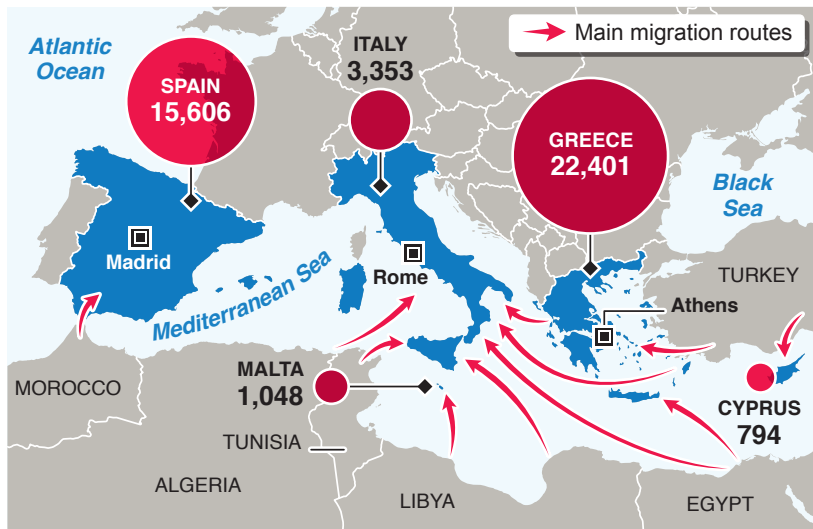 Main migration routes
Atlantic
Ocean
SPAIN
15,606
ITALY
3,353
GREECE
22,401
Black
Sea
Madrid
Mediterranean Sea
Rome
TURKEY
Athens
MOROCCO
MALTA
1,048
CYPRUS
794
TUNISIA
ALGERIA
LIBYA
EGYPT